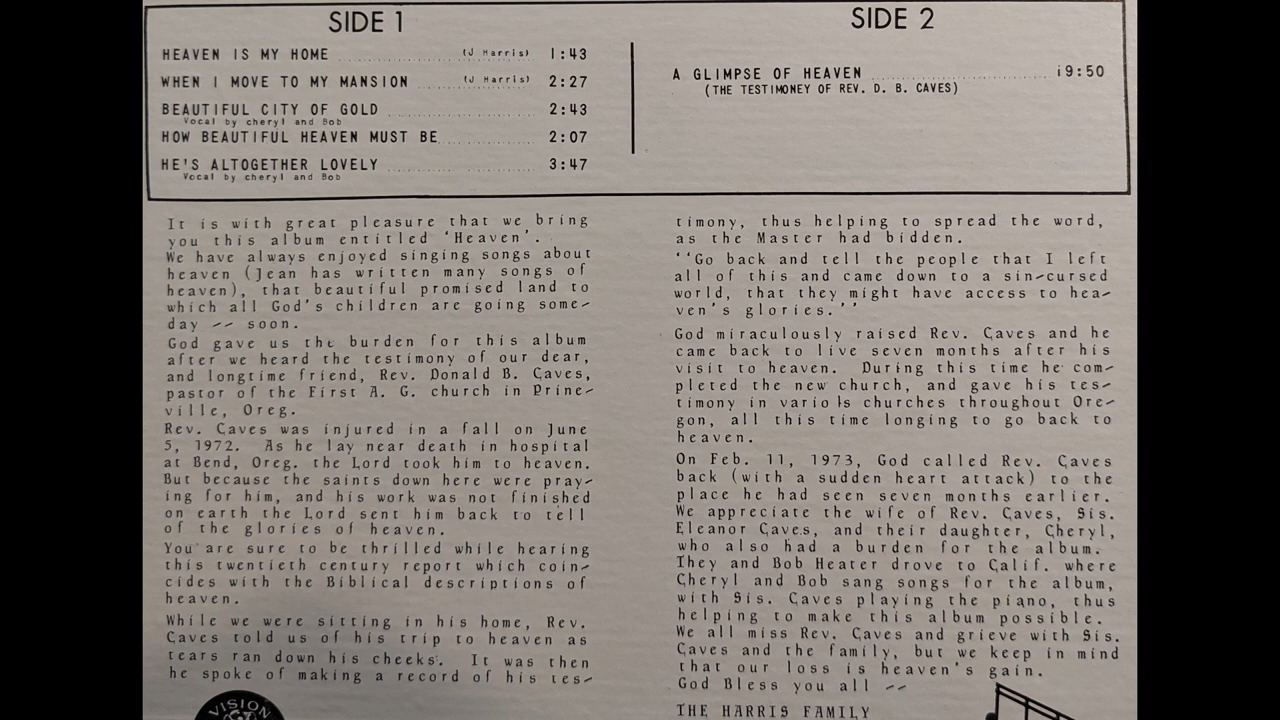 SIDE 1
HEAVEN IS MY HOME (J Harris) 1:43
WHEN I MOVE TO MY MANSION (J Harris) 2:27
BEAUTIFUL CITY OF GOLD 2:43
Vocal by cheryl and Bob
HOW BEAUTIFUL HEAVEN MUST BE 2:07
HE'S ALTOGETHER LOVELY 3:47
Vocal by cheryl and Bob
SIDE 2
A GLIMPSE OF HEAVEN i9:50
(THE TESTIMONEY OF REV. D. B. CAVES)
It is with great pleasure that we bring
you this album entitled 'Heaven'.
We have always enjoyed singing songs about
heaven (Jean has written many songs of
heaven), that beautiful promised land to
which all God's children are going some-
day -- soon.
God gave us the burden for this album
after we heard the testimony of our dear,
and longtime friend, Rev. Donald B. Caves,
pastor of the First A. G. church in Prine-
ville, Oreg.
Rev. Caves was injured in a fall on June
5, 1972. As he lay near death in hospital
at Bend, Oreg. the Lord took him to heaven.
But because the saints down here were pray-
ing for him, and his work was not finished
on earth the Lord sent him back to tell
of the glories of heaven.
You are sure to be thrilled while hearing
this twentieth century report which coin-
cides with the Biblical descriptions of
heaven.
While we were sitting in his home, Rev.
Caves told us of his trip to heaven as
tears ran down his cheeks. It was then
he spoke of making a record of his tes-
timony, thus helping to spread the word,
as the Master had bidden.
''Go back and tell the people that I left
all of this and came down to a sin-cursed
world, that they might have access to hea-
ven's glories.''
God miraculously raised Rev. Caves and he
came back to live seven months after his
visit to heaven. During this time he com-
pleted the new church, and gave his tes-
timony in various churches throughout Ore-
gon, all this time longing to go back to
heaven.
On Feb. 11, 1973, God called Rev. Caves
back (with a sudden heart attack) to the
place he had seen seven months earlier.
We appreciate the wife of Rev. Caves, Sis.
Eleanor Caves, and their daughter, Cheryl,
who also had a burden for the album.
They and Bob Heater drove to Calif. where
Cheryl and Bob sang songs for the album,
with Sis. Caves playing the piano, thus
helping to make this album possible.
We all miss Rev. Caves and grieve with Sis.
Caves and the family, but we keep in mind
that our loss is heaven's gain.
God Bless you all --
THE HARRIS FAMILY
VISION